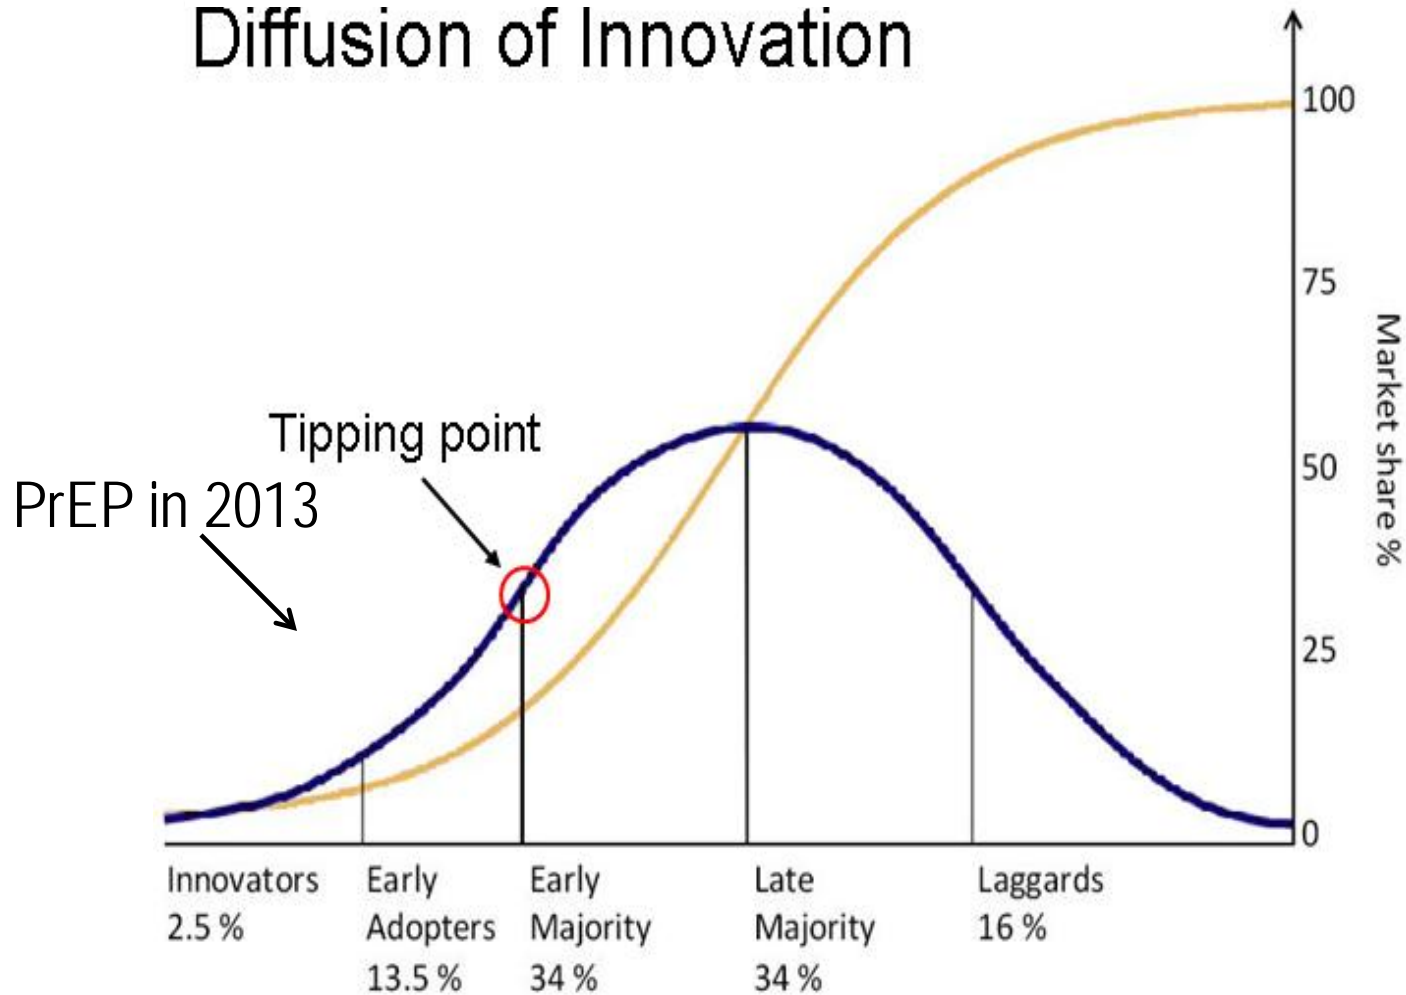 Diffusion of Innovation
100
75
50
25
0
Market share %
Tipping point
PrEP in 2013
Innovators
2.5 %
Early
Adopters
13.5 %
Early
Majority
34 %
Late
Majority
34 %
Laggards
16 %